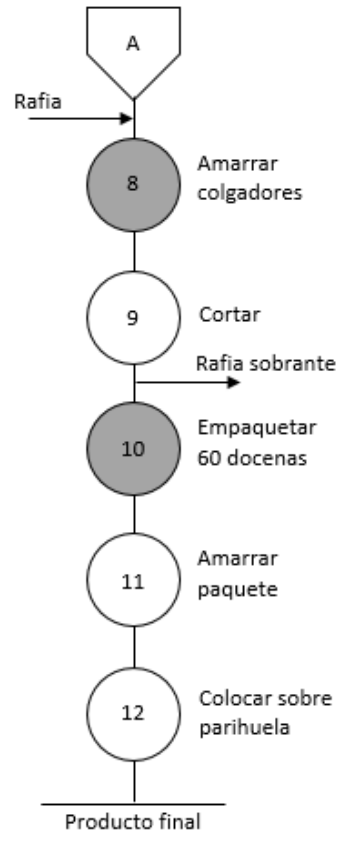 A
Rafia
8
Amarrar
colgadores
9
Cortar
Rafia sobrante
10
Empaquetar
60 docenas
11
Amarrar
paquete
12
Colocar sobre
parihuela
Producto final